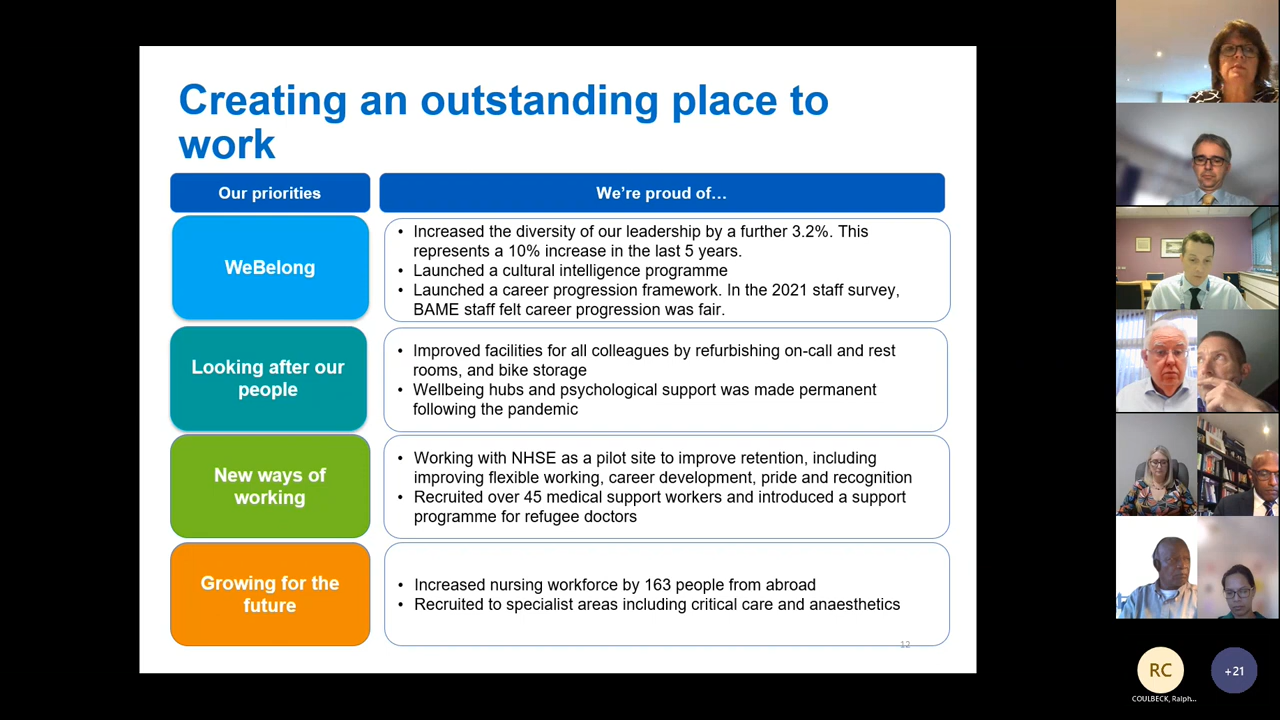 Creating an outstanding place to
work
Our priorities
We're proud of…
WeBelong
• Increased the diversity of our leadership by a further 3.2%. This
represents a 10% increase in the last 5 years.
• Launched a cultural intelligence programme
• Launched a career progression framework. In the 2021 staff survey,
BAME staff felt career progression was fair.
Looking after our
people
• Improved facilities for all colleagues by refurbishing on-call and rest
rooms, and bike storage
• Wellbeing hubs and psychological support was made permanent
following the pandemic
New ways of
working
• Working with NHSE as a pilot site to improve retention, including
improving flexible working, career development, pride and recognition
• Recruited over 45 medical support workers and introduced a support
programme for refugee doctors
Growing for the
future
• Increased nursing workforce by 163 people from abroad
• Recruited to specialist areas including critical care and anaesthetics
12
RC
+21
COULBECK, Ralph...